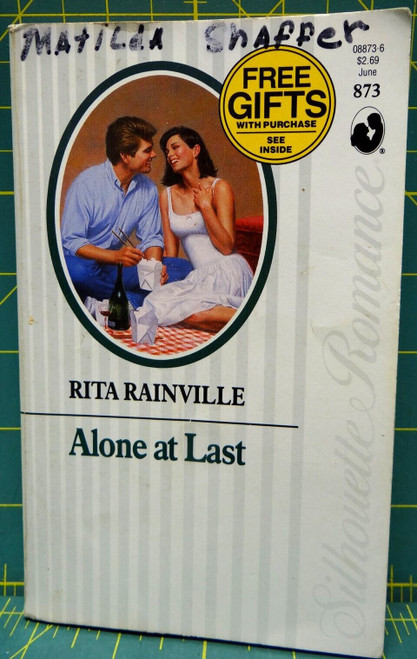 Matilda Shaffer
08873-6
$2.69
June
873
FREE
GIFTS
WITH PURCHASE
SEE
INSIDE
®
RITA RAINVILLE
Alone at Last
Silhouette Romance